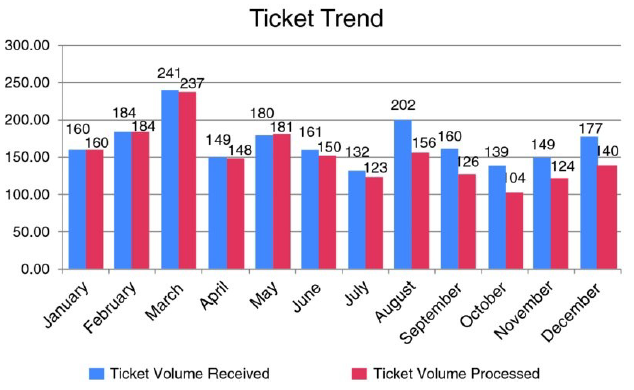 Ticket Trend
300.00
250.00
200.00
150.00
100.00
50.00
0.00
160
160
184
184
241
237
149
148
180
181
161
150
132
123
202
156
160
126
139
104
149
124
177
140
January
February
March
April
May
June
July
August
September
October
November
December
Ticket Volume Received
Ticket Volume Processed